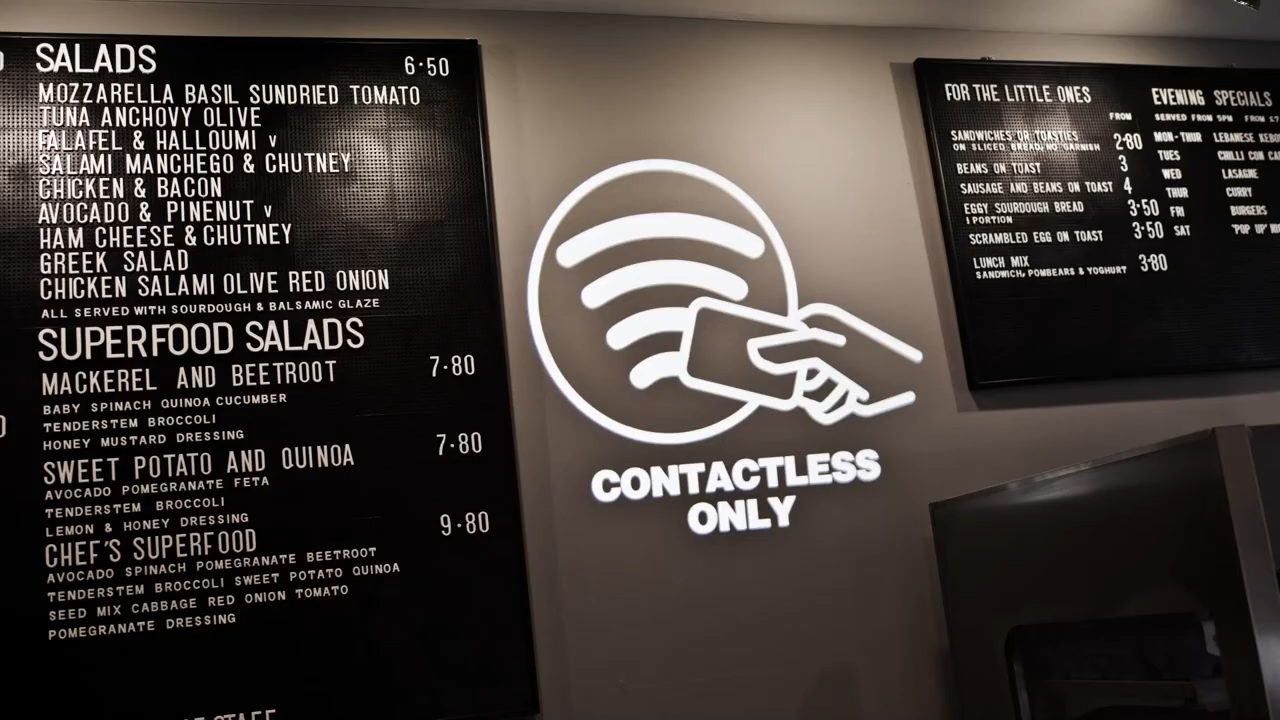 SALADS 6·50
MOZZARELLA BASIL SUNDRIED TOMATO
TUNA ANCHOVY OLIVE
FALAFEL & HALLOUMI v
SALAMI MANCHEGO & CHUTNEY
CHICKEN & BACON
AVOCADO & PINENUT v
HAM CHEESE & CHUTNEY
GREEK SALAD
CHICKEN SALAMI OLIVE RED ONION
ALL SERVED WITH SOURDOUGH & BALSAMIC GLAZE
SUPERFOOD SALADS
MACKEREL AND BEETROOT 7·80
BABY SPINACH QUINOA CUCUMBER
TENDERSTEM BROCCOLI
HONEY MUSTARD DRESSING
SWEET POTATO AND QUINOA 7·80
AVOCADO POMEGRANATE FETA
TENDERSTEM BROCCOLI
LEMON & HONEY DRESSING
CHEF'S SUPERFOOD 9·80
AVOCADO SPINACH POMEGRANATE BEETROOT
TENDERSTEM BROCCOLI SWEET POTATO QUINOA
SEED MIX CABBAGE RED ONION TOMATO
POMEGRANATE DRESSING
STAFF
CONTACTLESS
ONLY
FOR THE LITTLE ONES
FROM
SANDWICHES OR TOASTIES 2·80
ON SLICED BREAD, NO GARNISH
BEANS ON TOAST 3
SAUSAGE AND BEANS ON TOAST 4
EGGY SOURDOUGH BREAD 3·50
1 PORTION
SCRAMBLED EGG ON TOAST 3·50
LUNCH MIX 3·80
SANDWICH, POMBEARS & YOGHURT
EVENING SPECIALS
SERVED FROM 5PM FROM £7
MON-THUR LEBANESE
TUES CHILLI CON
WED LASAGNE
THUR CURRY
FRI BURGERS
SAT 'POP UP'